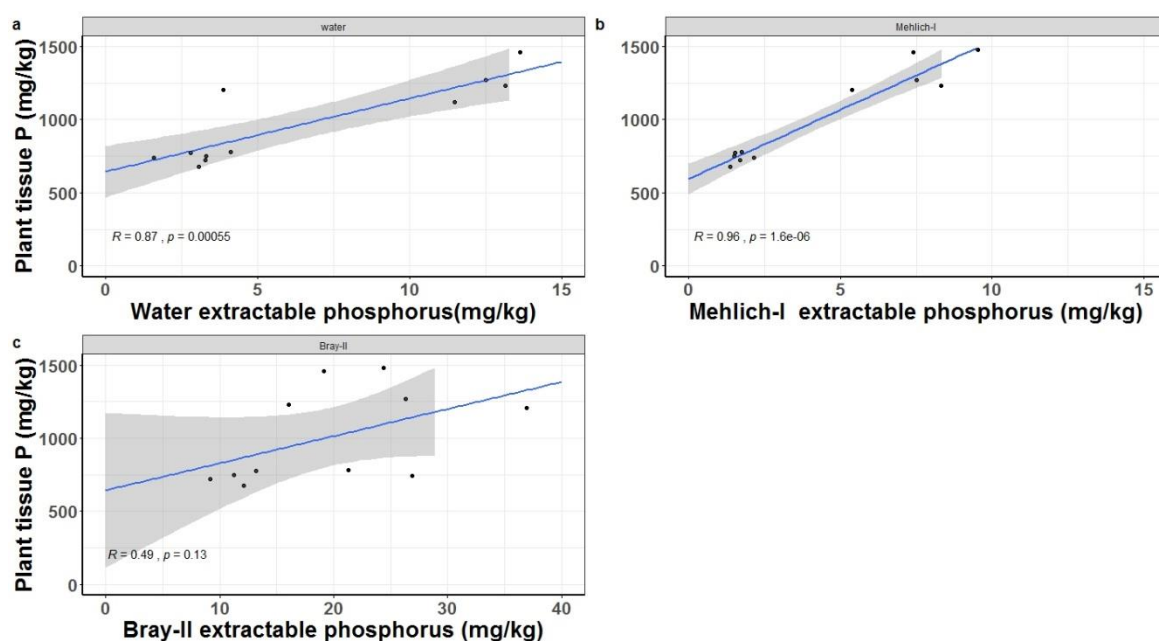 a
water
Plant tissue P (mg/kg)
1500
1000
500
0
R = 0.87 , p = 0.00055
0 5 10 15
Water extractable phosphorus(mg/kg)
b
Mehlich-I
1500
1000
500
0
R = 0.96 , p = 1.6e-06
0 5 10 15
Mehlich-I extractable phosphorus (mg/kg)
c
Bray-II
Plant tissue P (mg/kg)
1500
1000
500
0
R = 0.49 , p = 0.13
0 10 20 30 40
Bray-II extractable phosphorus (mg/kg)